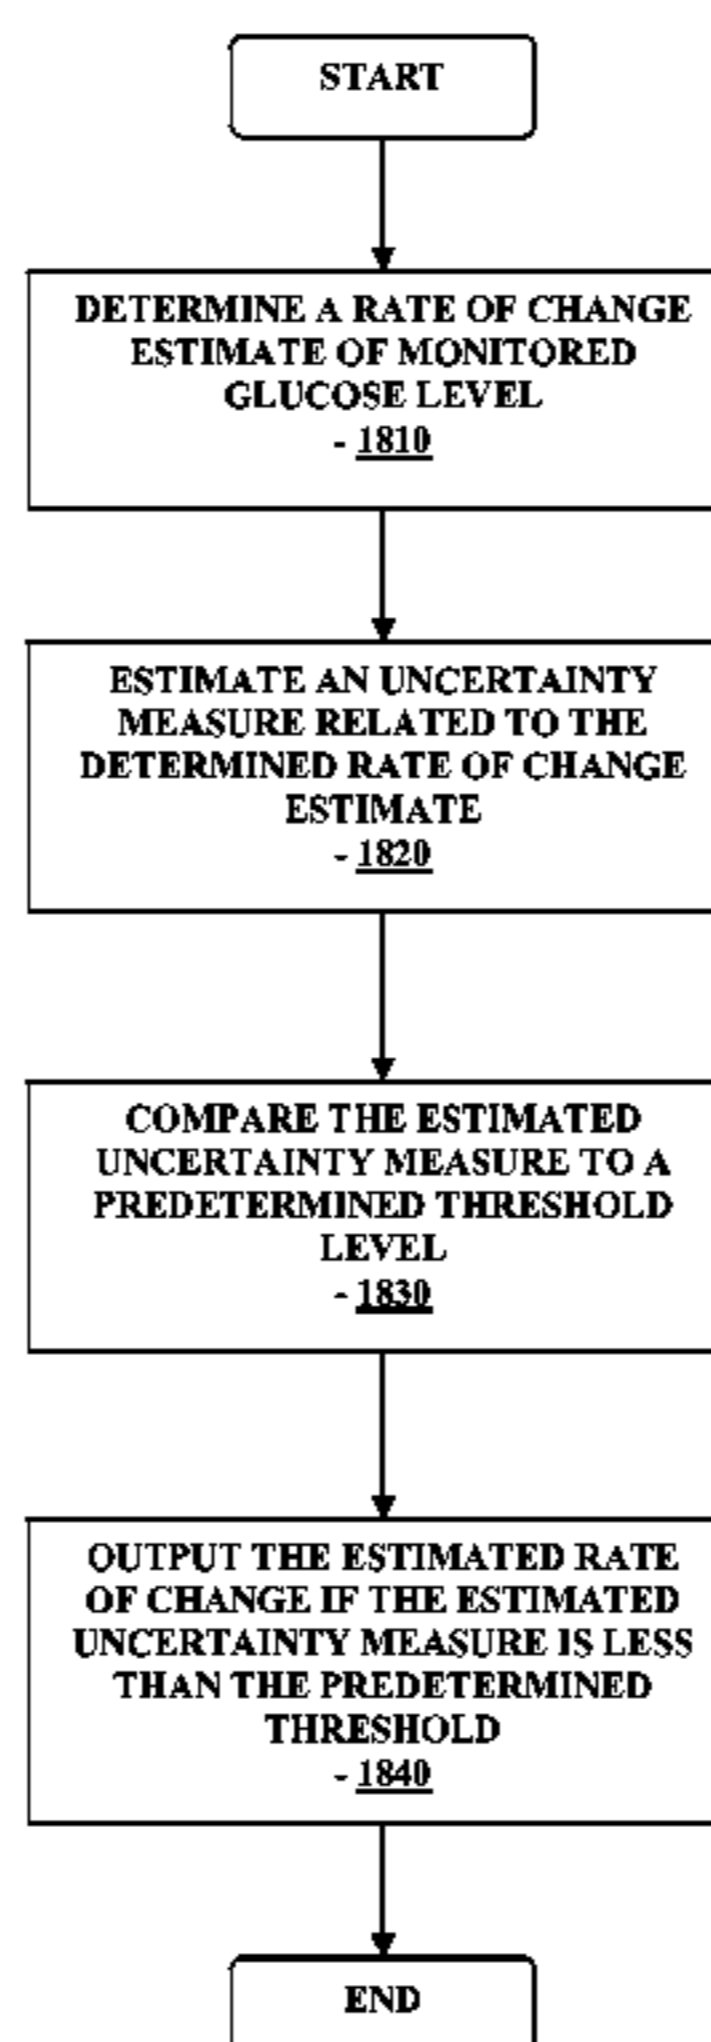 START
DETERMINE A RATE OF CHANGE
ESTIMATE OF MONITORED
GLUCOSE LEVEL
- 1810
ESTIMATE AN UNCERTAINTY
MEASURE RELATED TO THE
DETERMINED RATE OF CHANGE
ESTIMATE
- 1820
COMPARE THE ESTIMATED
UNCERTAINTY MEASURE TO A
PREDETERMINED THRESHOLD
LEVEL
- 1830
OUTPUT THE ESTIMATED RATE
OF CHANGE IF THE ESTIMATED
UNCERTAINTY MEASURE IS LESS
THAN THE PREDETERMINED
THRESHOLD
- 1840
END